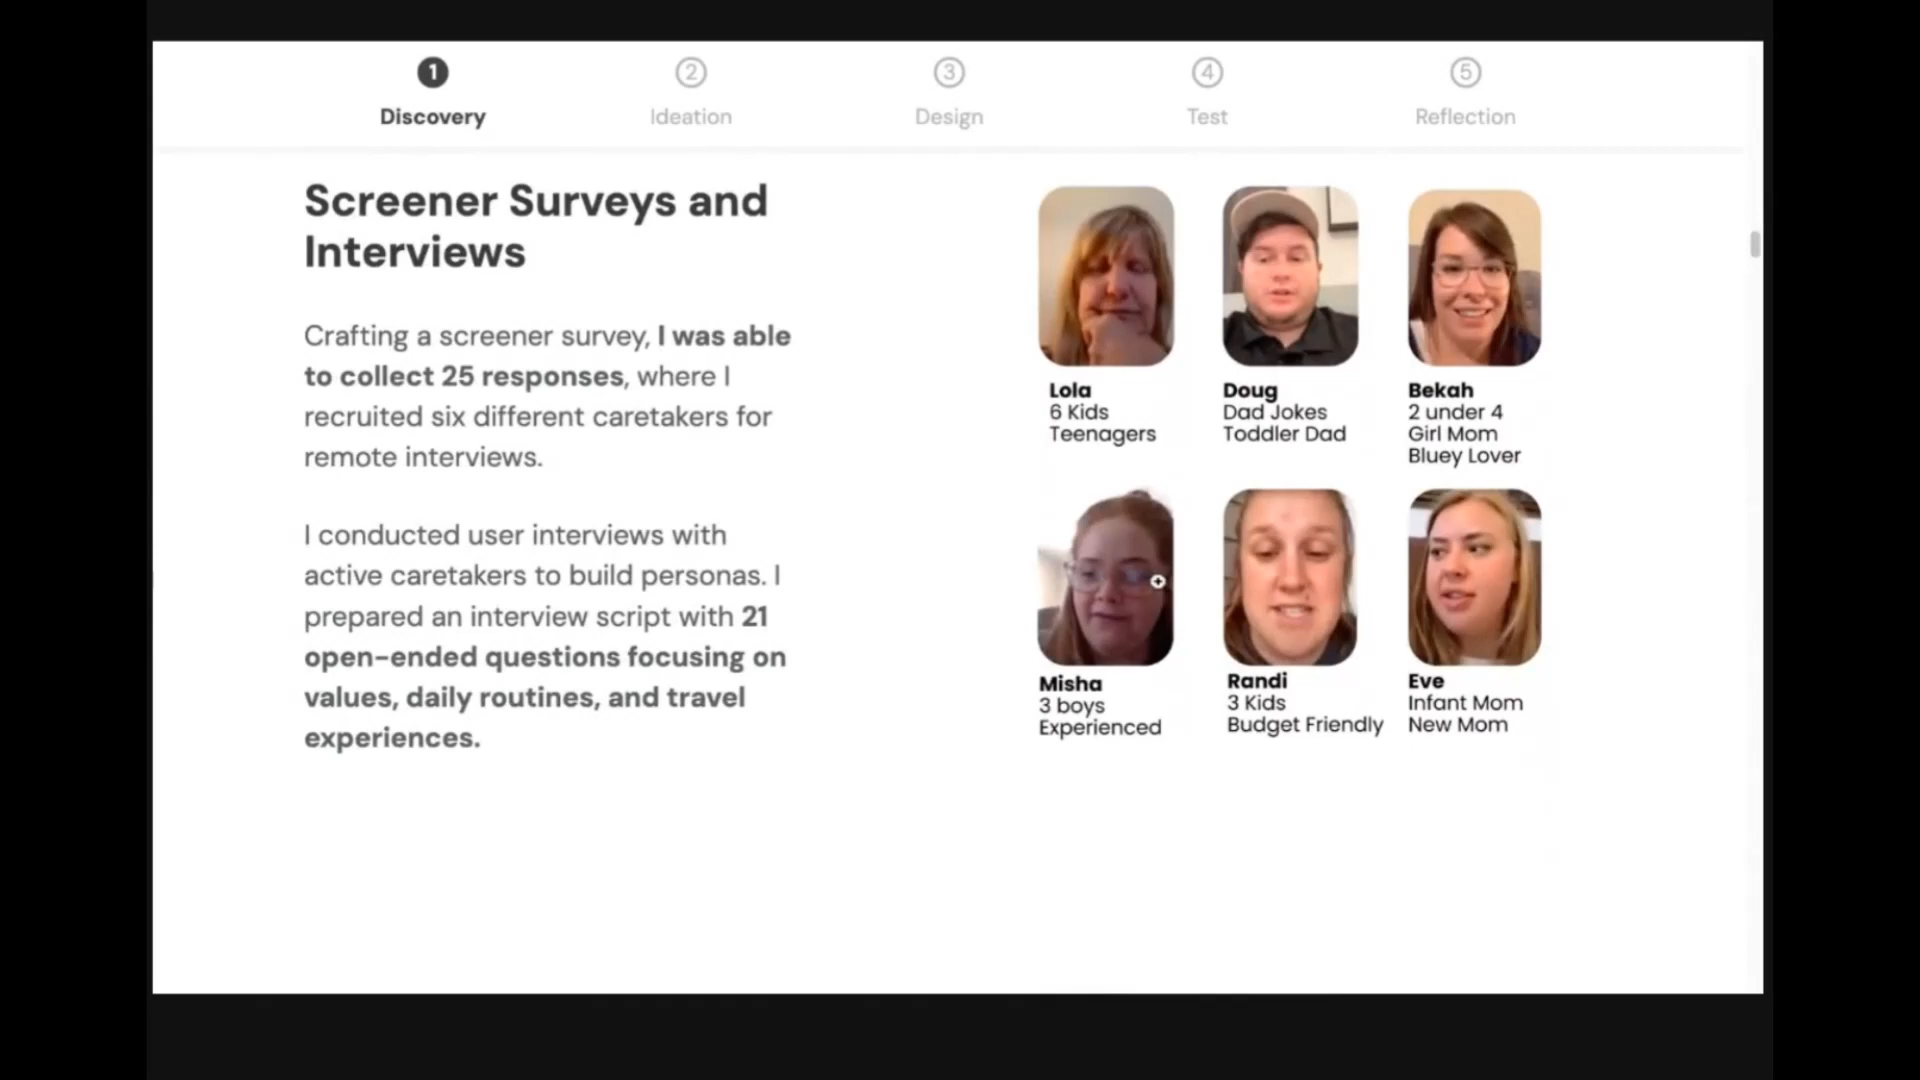 1
2
3
4
5
Discovery
Ideation
Design
Test
Reflection
Screener Surveys and
Interviews
Crafting a screener survey, I was able
to collect 25 responses, where I
recruited six different caretakers for
remote interviews.
I conducted user interviews with
active caretakers to build personas. I
prepared an interview script with 21
open-ended questions focusing on
values, daily routines, and travel
experiences.
Lola
6 Kids
Teenagers
Doug
Dad Jokes
Toddler Dad
Bekah
2 under 4
Girl Mom
Bluey Lover
Misha
3 boys
Experienced
Randi
3 Kids
Budget Friendly
Eve
Infant Mom
New Mom